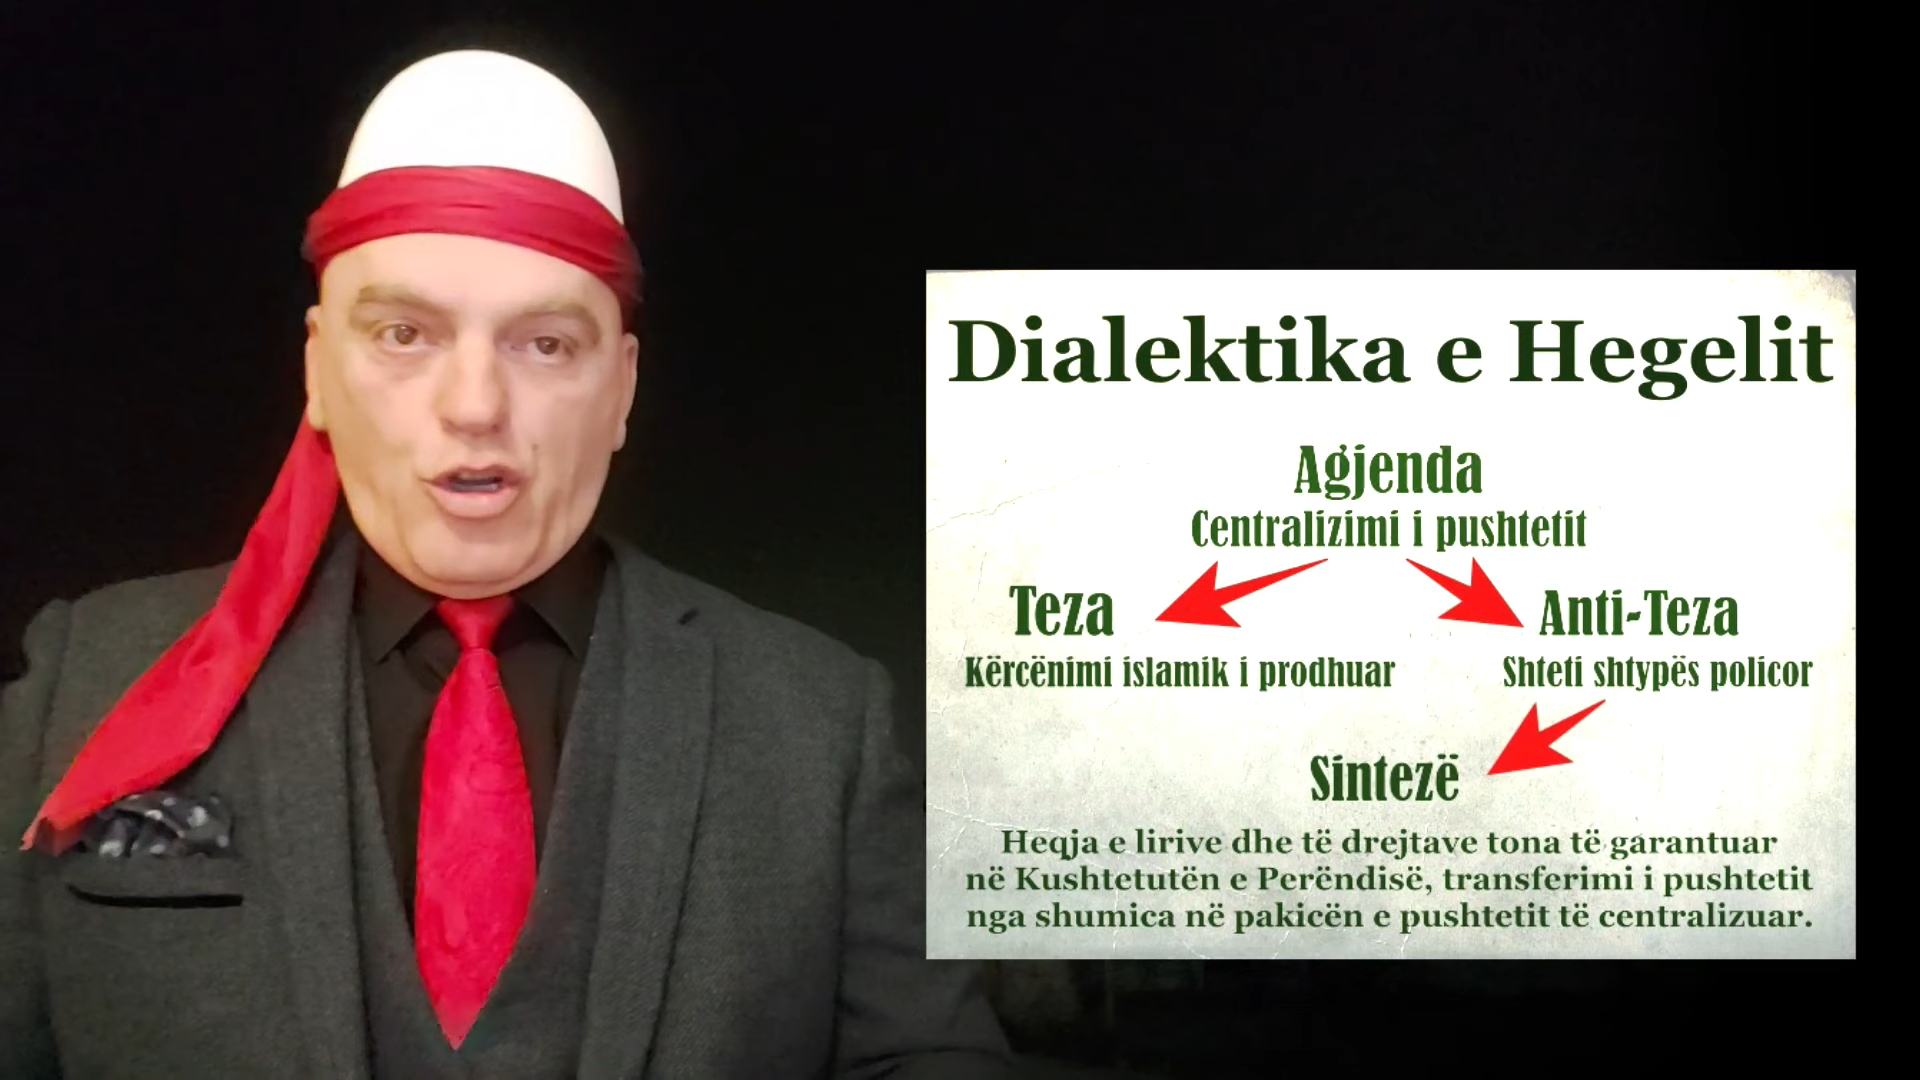 Dialektika e Hegelit
Agjenda
Centralizimi i pushtetit
Teza
Anti-Teza
Kërcënimi islamik i prodhuar
Shteti shtypës policor
Sintezë
Heqja e lirive dhe të drejtave tona të garantuar
në Kushtetutën e Perëndisë, transferimi i pushtetit
nga shumica në pakicën e pushtetit të centralizuar.